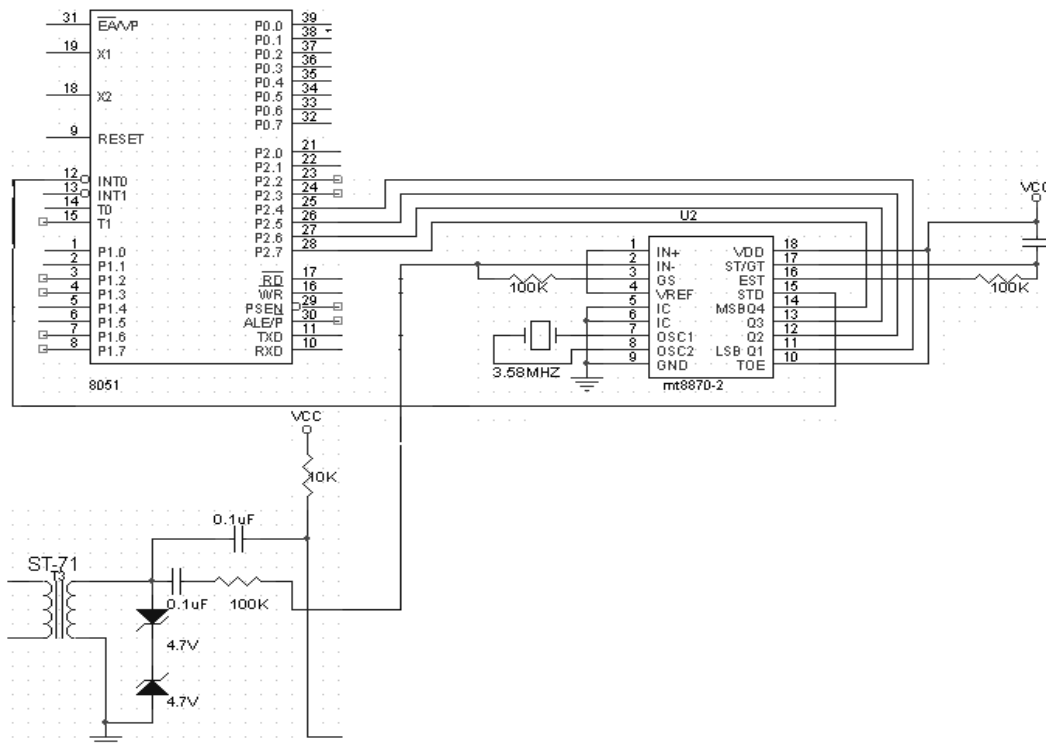 31 EA/VP P0.0 39
P0.1 38
19 X1 P0.2 37
P0.3 36
P0.4 35
18 X2 P0.5 34
P0.6 33
P0.7 32
9 RESET
P2.0 21
P2.1 22
12 INT0 P2.2 23
13 INT1 P2.3 24
14 T0 P2.4 25
15 T1 P2.5 26
P2.6 27
1 P1.0 P2.7 28
2 P1.1
3 P1.2 RD 17
4 P1.3 WR 16
5 P1.4 PSEN 29
6 P1.5 ALE/P 30
7 P1.6 TXD 11
8 P1.7 RXD 10
8051
VCC
U2
1 IN+ VDD 18
2 IN- ST/GT 17
3 GS EST 16
4 VREF STD 15
5 IC MSBQ4 14
6 IC Q3 13
7 OSC1 Q2 12
8 OSC2 LSB Q1 11
9 GND TOE 10
100K
100K
3.58MHZ
mt8870-2
VCC
10K
0.1uF
ST-71
T3
0.1uF
100K
4.7V
4.7V